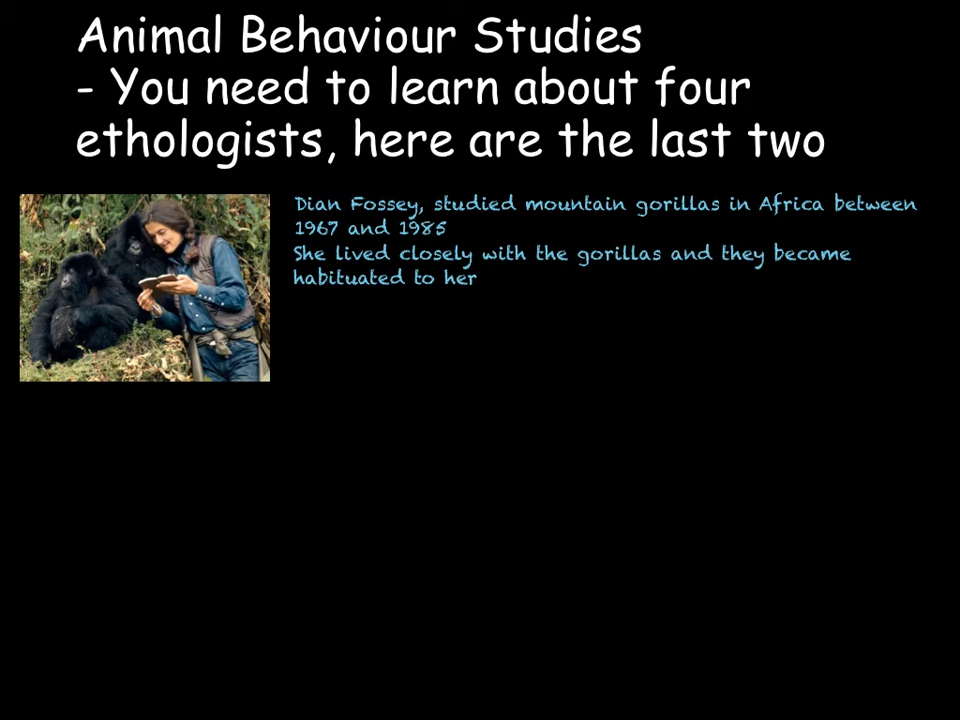 Animal Behaviour Studies
- You need to learn about four
ethologists, here are the last two
Dian Fossey, studied mountain gorillas in Africa between
1967 and 1985
She lived closely with the gorillas and they became
habituated to her